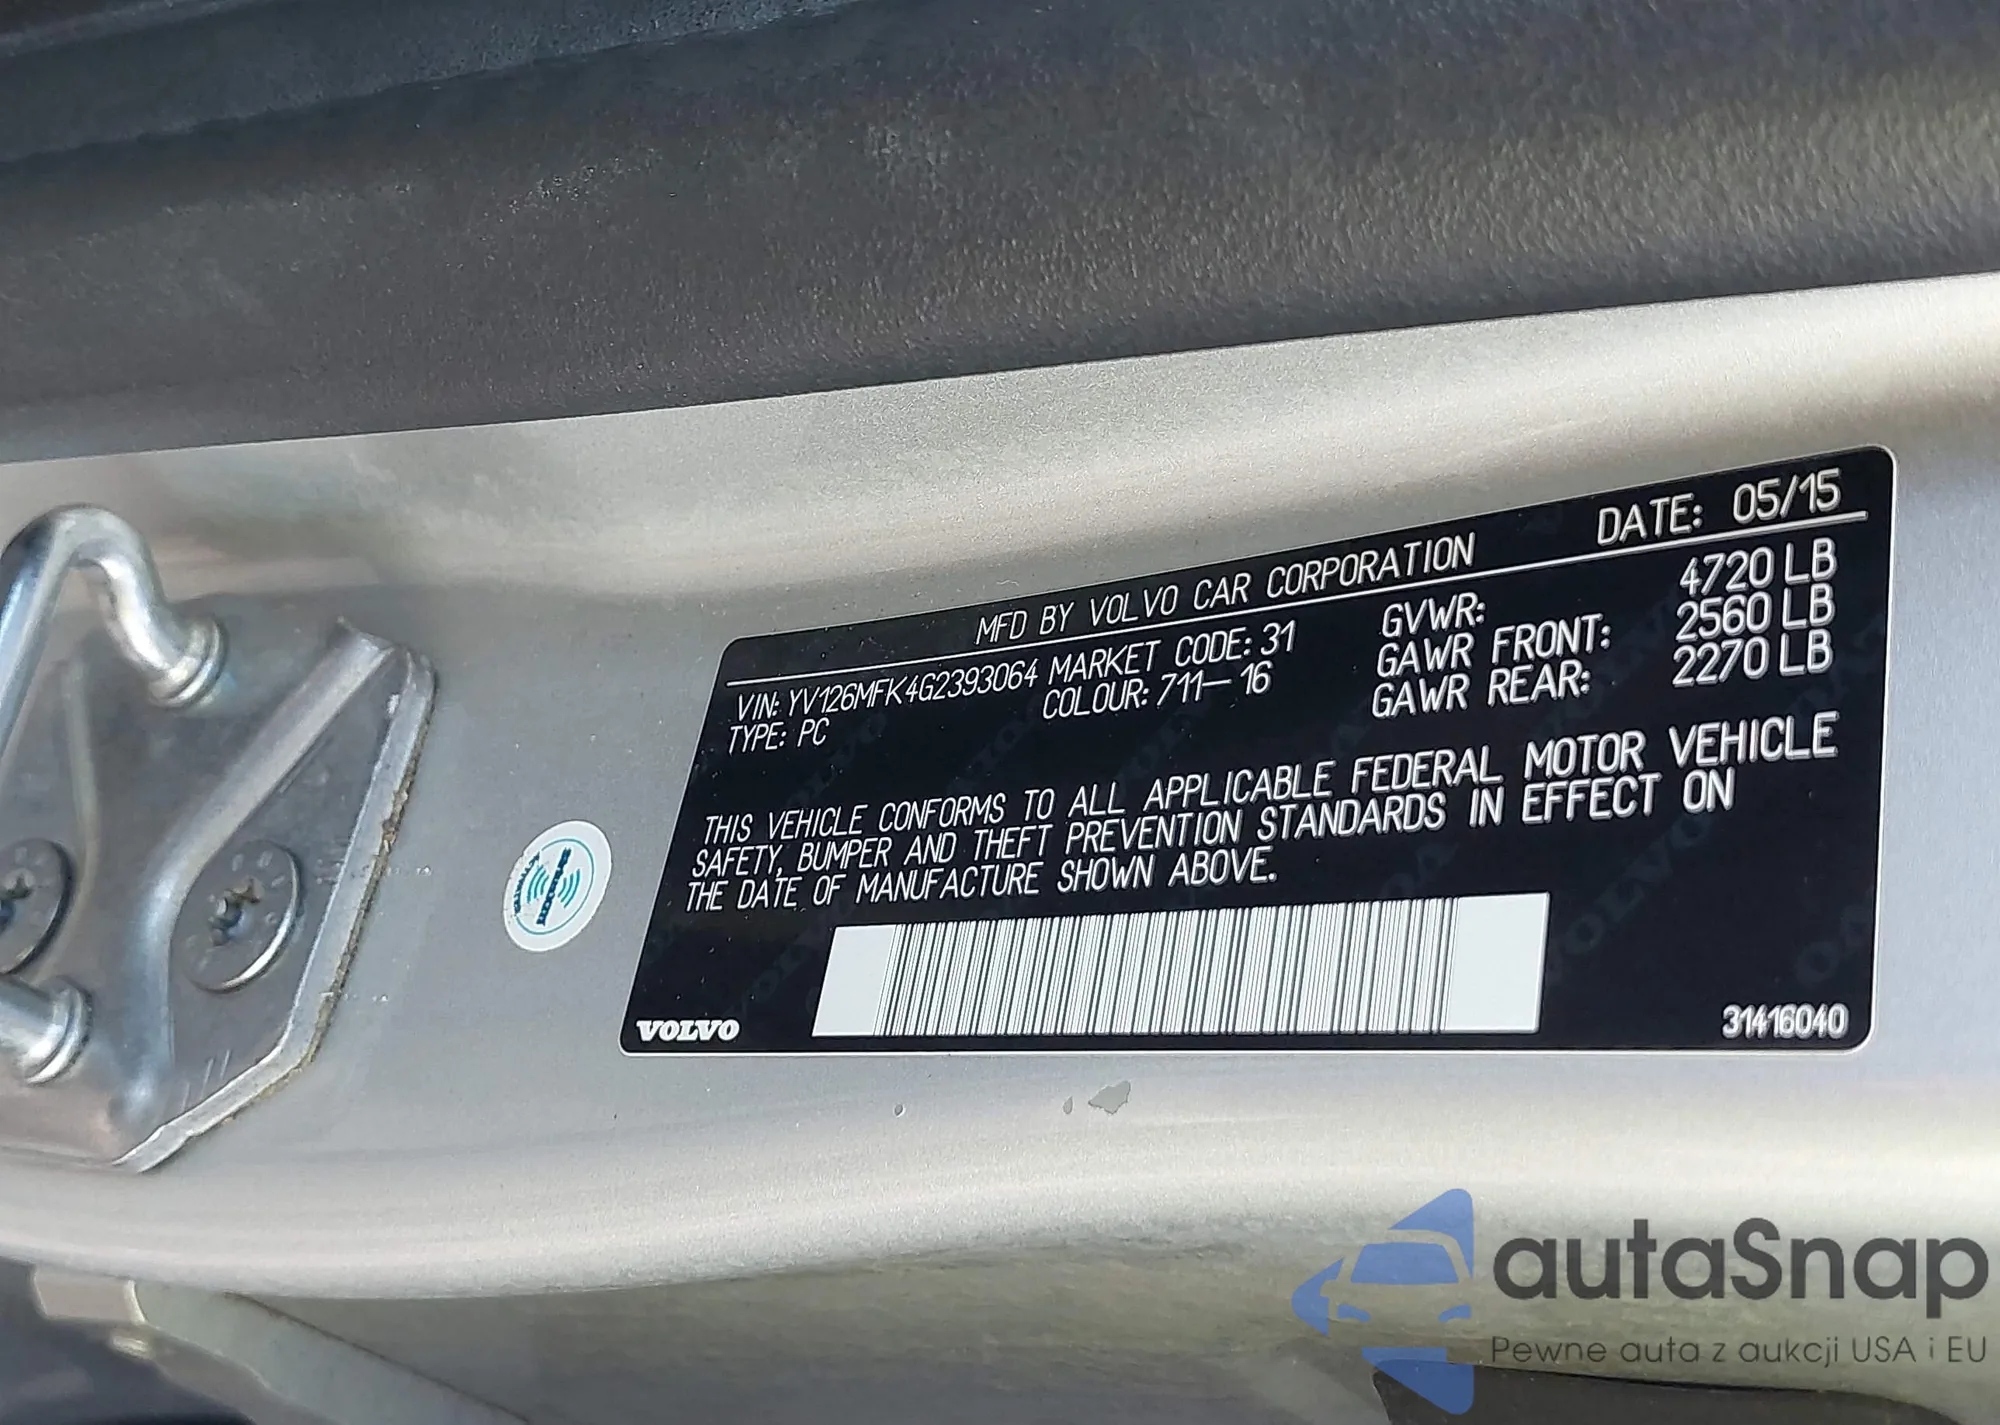 MFD BY VOLVO CAR CORPORATION DATE: 05/15
VIN: YV126MFK4G2393064 MARKET CODE: 31 GVWR: 4720 LB
TYPE: PC COLOUR: 711-16 GAWR FRONT: 2560 LB
GAWR REAR: 2270 LB
THIS VEHICLE CONFORMS TO ALL APPLICABLE FEDERAL MOTOR VEHICLE
SAFETY, BUMPER AND THEFT PREVENTION STANDARDS IN EFFECT ON
THE DATE OF MANUFACTURE SHOWN ABOVE.
VOLVO 31416040
autaSnap
Pewne auta z aukcji USA i EU